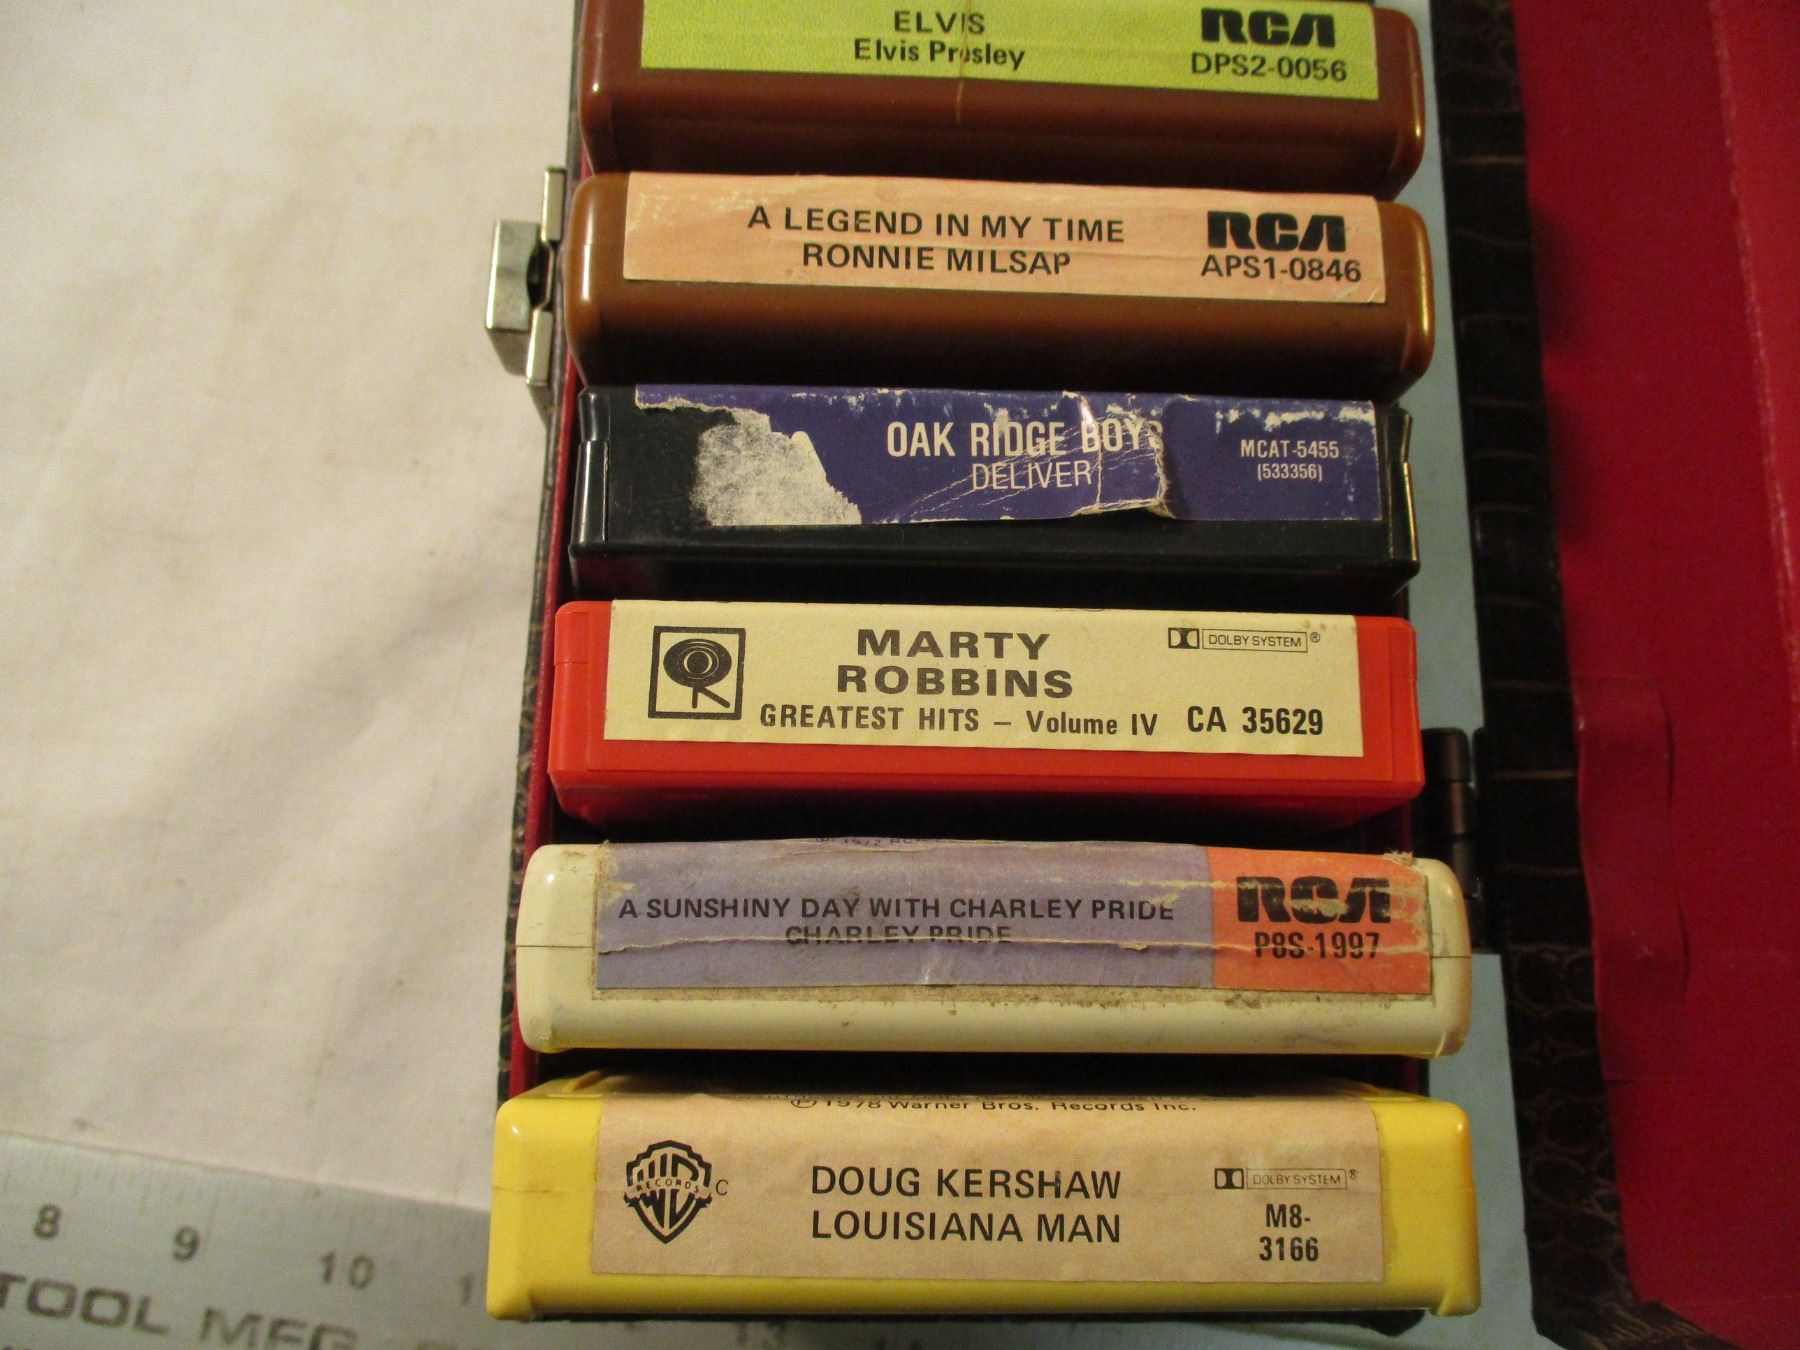 ELVIS
Elvis Presley
RCA
DPS2-0056
A LEGEND IN MY TIME
RONNIE MILSAP
RCA
APS1-0846
OAK RIDGE BOYS
DELIVER
MCAT-5455
(533356)
MARTY
ROBBINS
GREATEST HITS - Volume IV
DOLBY SYSTEM®
CA 35629
A SUNSHINY DAY WITH CHARLEY PRIDE
CHARLEY PRIDE
RCA
P8S-1997
℗ 1978 Warner Bros. Records Inc.
RECORDS
DOUG KERSHAW
LOUISIANA MAN
DOLBY SYSTEM®
M8-
3166
8 9 10
TOOL MFG